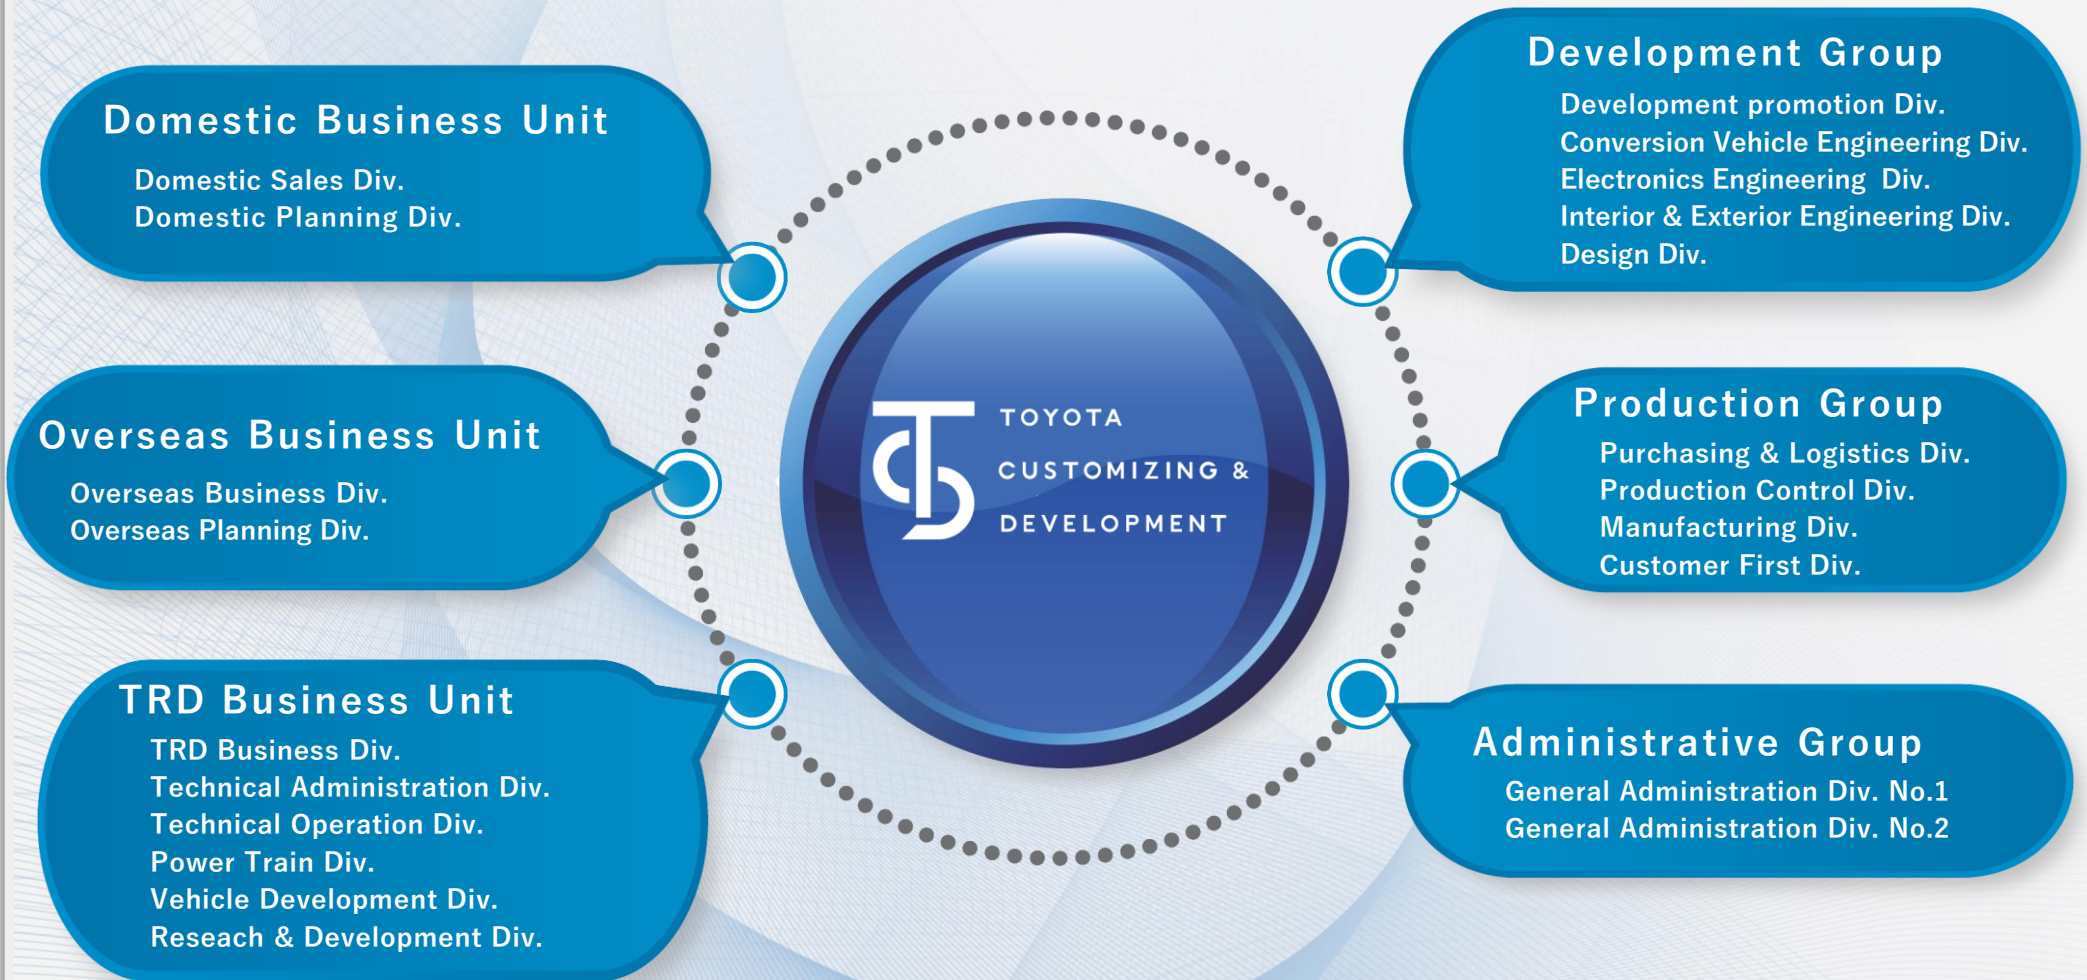 Domestic Business Unit
Domestic Sales Div.
Domestic Planning Div.
Overseas Business Unit
Overseas Business Div.
Overseas Planning Div.
TRD Business Unit
TRD Business Div.
Technical Administration Div.
Technical Operation Div.
Power Train Div.
Vehicle Development Div.
Reseach & Development Div.
TOYOTA
CUSTOMIZING &
DEVELOPMENT
Development Group
Development promotion Div.
Conversion Vehicle Engineering Div.
Electronics Engineering Div.
Interior & Exterior Engineering Div.
Design Div.
Production Group
Purchasing & Logistics Div.
Production Control Div.
Manufacturing Div.
Customer First Div.
Administrative Group
General Administration Div. No.1
General Administration Div. No.2